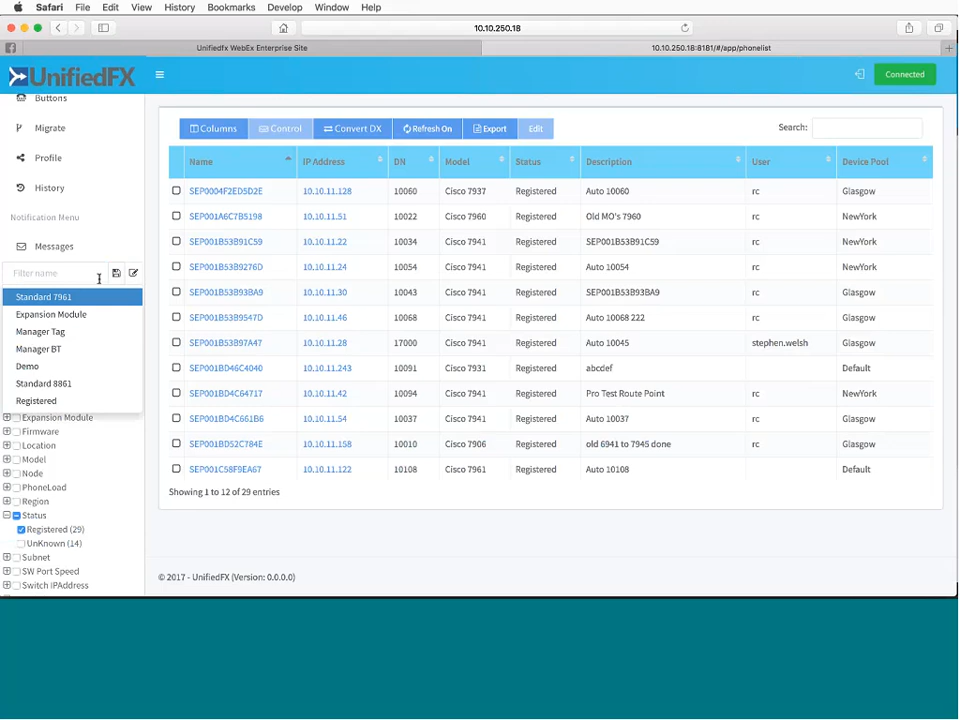 Safari File Edit View History Bookmarks Develop Window Help
10.10.250.18
Unifiedfx WebEx Enterprise Site
10.10.250.18:8181/#/app/phonelist
UnifiedFX
Connected
Buttons
Migrate
Profile
History
Notification Menu
Messages
Filter name
Standard 7961
Expansion Module
Manager Tag
Manager BT
Demo
Standard 8861
Registered
Expansion Module
Firmware
Location
Model
Node
PhoneLoad
Region
Status
Registered (29)
UnKnown (14)
Subnet
SW Port Speed
Switch IPAddress
Columns Control Convert DX Refresh On Export Edit
Search:
Name IP Address DN Model Status Description User Device Pool
SEP0004F2ED5D2E 10.10.11.128 10060 Cisco 7937 Registered Auto 10060 rc Glasgow
SEP001A6C7B5198 10.10.11.51 10022 Cisco 7960 Registered Old MO's 7960 rc NewYork
SEP001B53B91C59 10.10.11.22 10034 Cisco 7941 Registered SEP001B53B91C59 rc NewYork
SEP001B53B9276D 10.10.11.24 10054 Cisco 7941 Registered Auto 10054 rc NewYork
SEP001B53B93BA9 10.10.11.30 10043 Cisco 7941 Registered SEP001B53B93BA9 rc Glasgow
SEP001B53B9547D 10.10.11.46 10068 Cisco 7941 Registered Auto 10068 222 rc Glasgow
SEP001B53B97A47 10.10.11.28 17000 Cisco 7941 Registered Auto 10045 stephen.welsh Glasgow
SEP001BD46C4040 10.10.11.243 10091 Cisco 7931 Registered abcdef Default
SEP001BD4C64717 10.10.11.42 10094 Cisco 7941 Registered Pro Test Route Point rc NewYork
SEP001BD4C661B6 10.10.11.54 10037 Cisco 7941 Registered Auto 10037 rc Glasgow
SEP001BD52C784E 10.10.11.158 10010 Cisco 7906 Registered old 6941 to 7945 done rc Glasgow
SEP001C58F9EA67 10.10.11.122 10108 Cisco 7961 Registered Auto 10108 Default
Showing 1 to 12 of 29 entries
© 2017 - UnifiedFX (Version: 0.0.0.0)